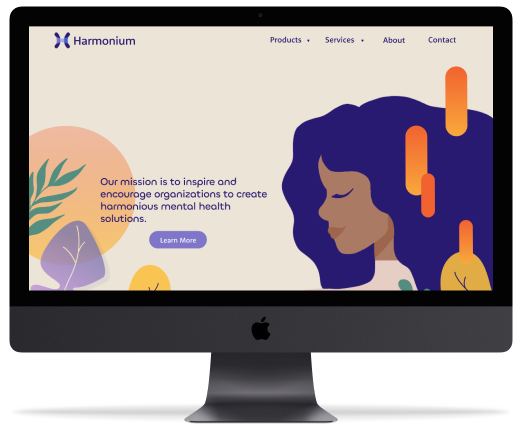 Harmonium
Products
Services
About
Contact
Our mission is to inspire and
encourage organizations to create
harmonious mental health
solutions.
Learn More